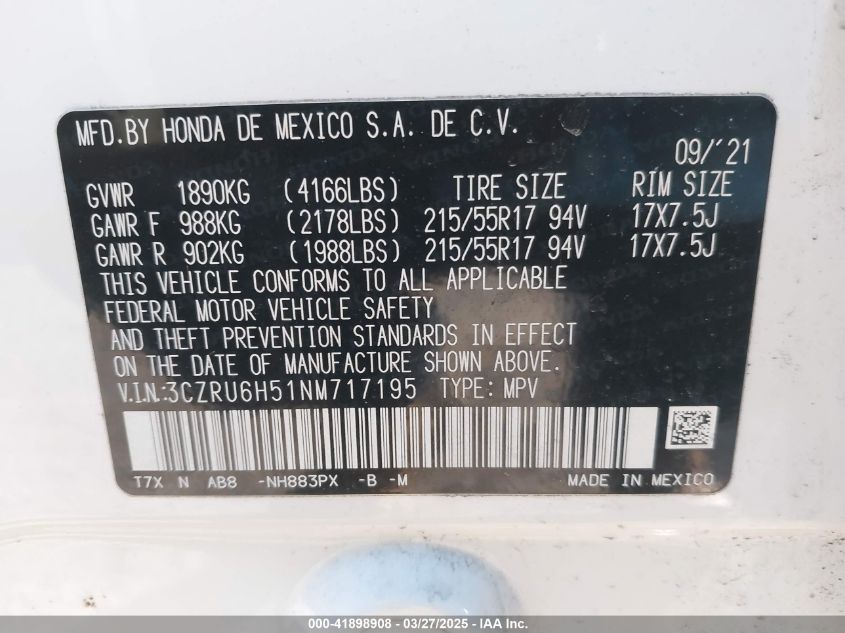 MFD.BY HONDA DE MEXICO S.A. DE C.V.
09/'21
GVWR 1890KG (4166LBS) TIRE SIZE RIM SIZE
GAWR F 988KG (2178LBS) 215/55R17 94V 17X7.5J
GAWR R 902KG (1988LBS) 215/55R17 94V 17X7.5J
THIS VEHICLE CONFORMS TO ALL APPLICABLE
FEDERAL MOTOR VEHICLE SAFETY
AND THEFT PREVENTION STANDARDS IN EFFECT
ON THE DATE OF MANUFACTURE SHOWN ABOVE.
V.I.N.:3CZRU6H51NM717195 TYPE: MPV
T7X N AB8 -NH883PX -B -M MADE IN MEXICO
000-41898908 - 03/27/2025 - IAA Inc.